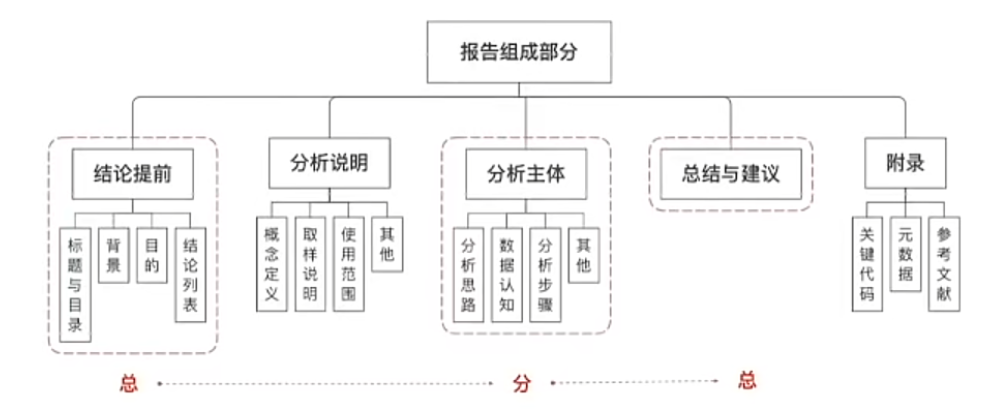 报告组成部分
结论提前
分析说明
分析主体
总结与建议
附录
标题与目录
背景
目的
结论列表
概念定义
取样说明
使用范围
其他
分析思路
数据认知
分析步骤
其他
关键代码
元数据
参考文献
总
分
总